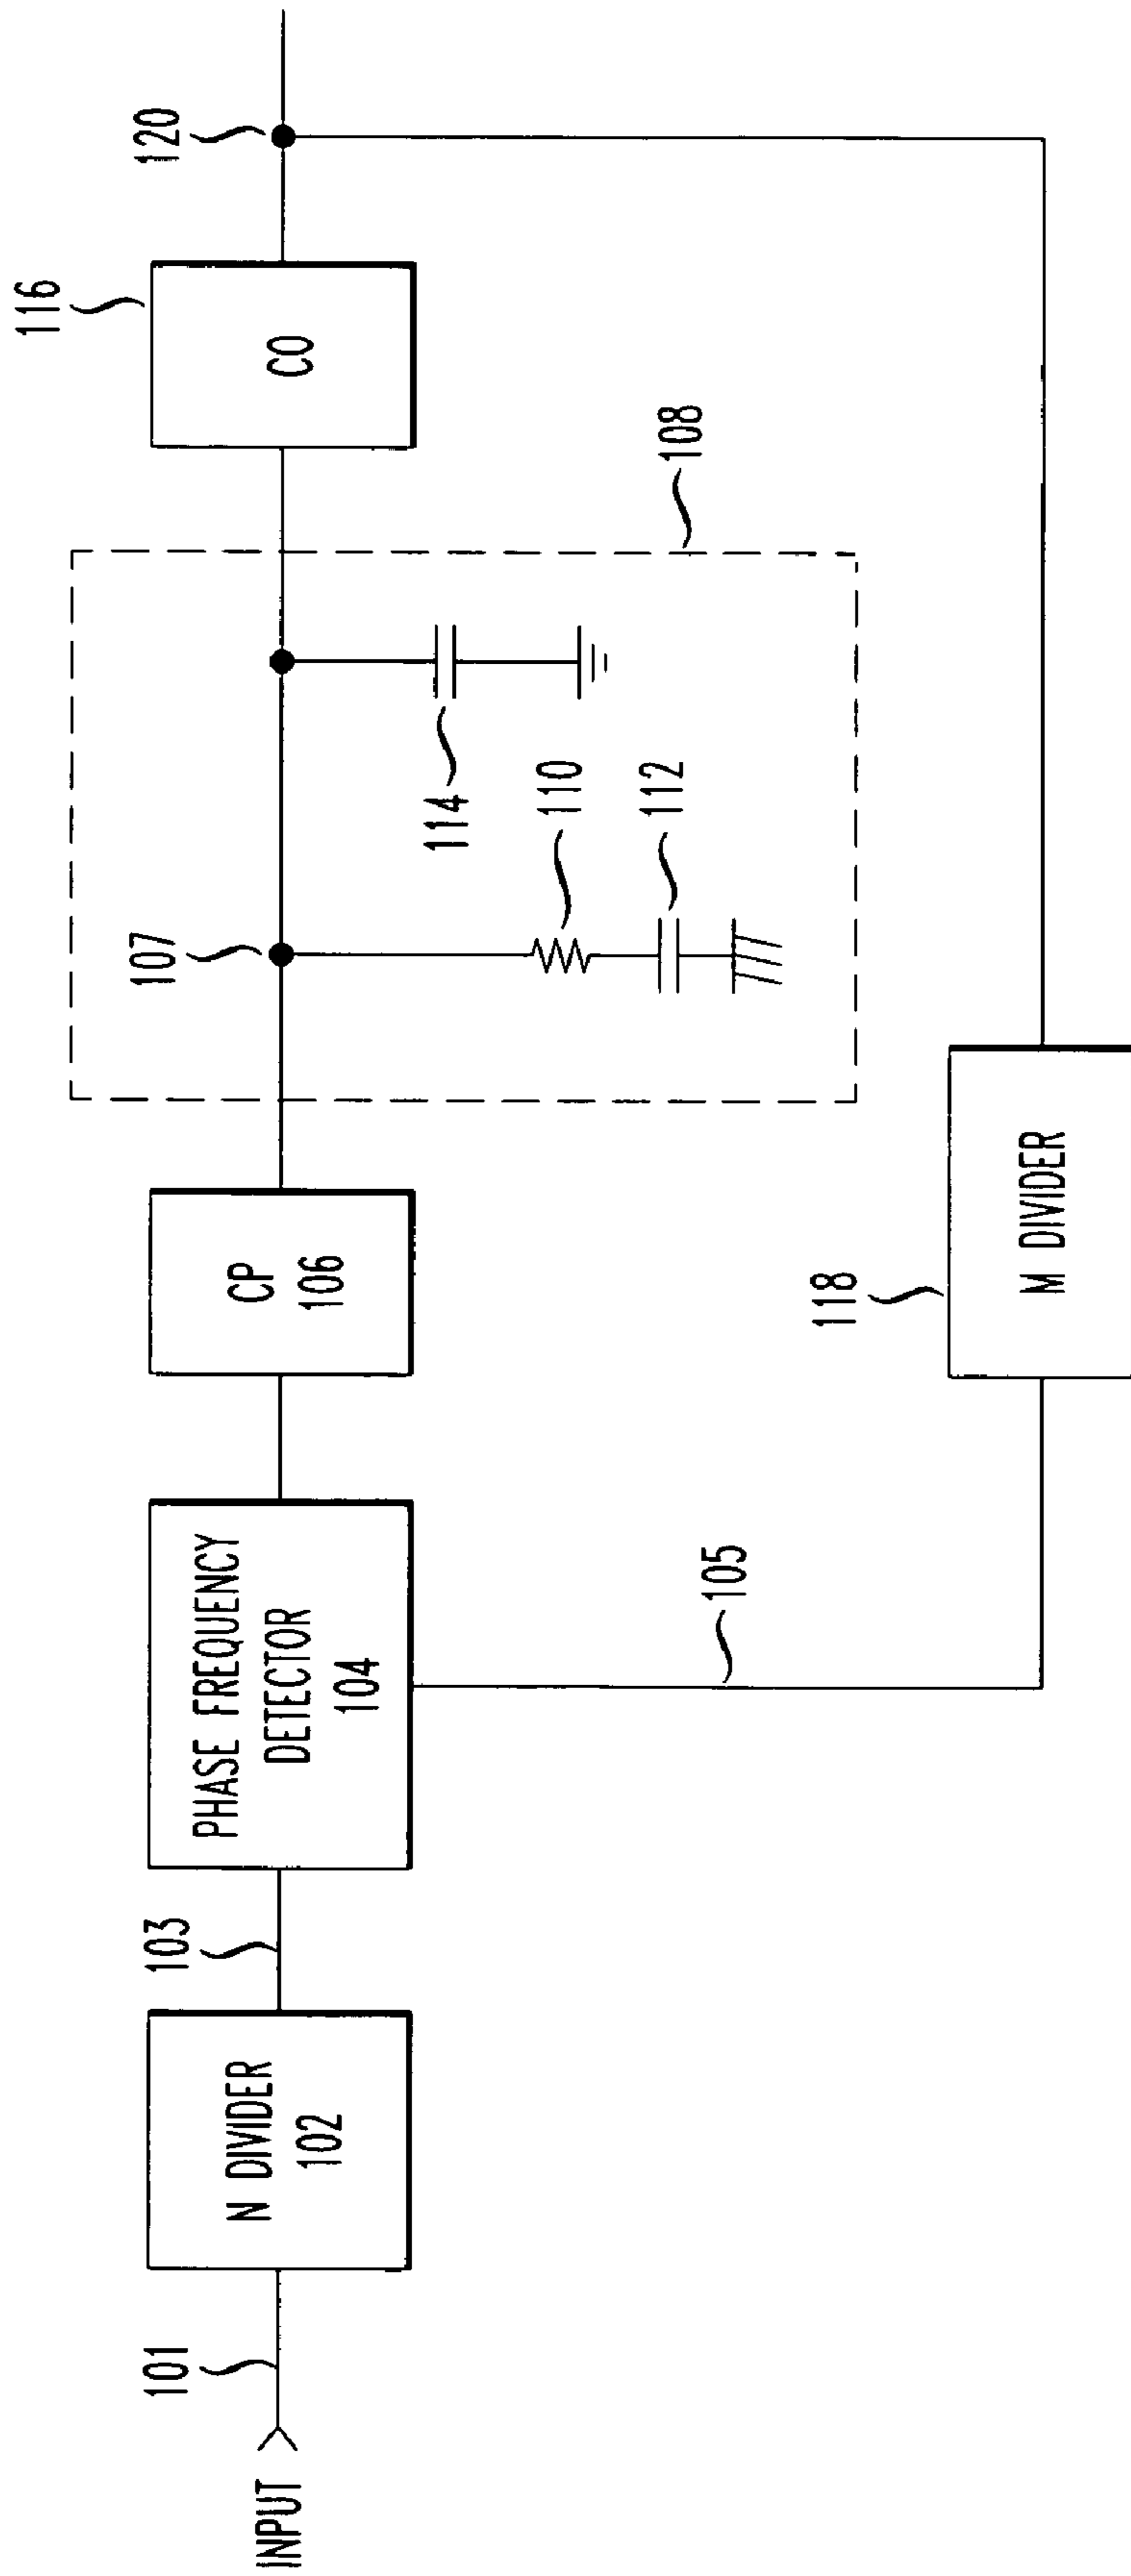 INPUT
101
N DIVIDER
102
103
PHASE FREQUENCY
DETECTOR
104
105
CP
106
107
108
110
112
114
CO
116
M DIVIDER
118
120